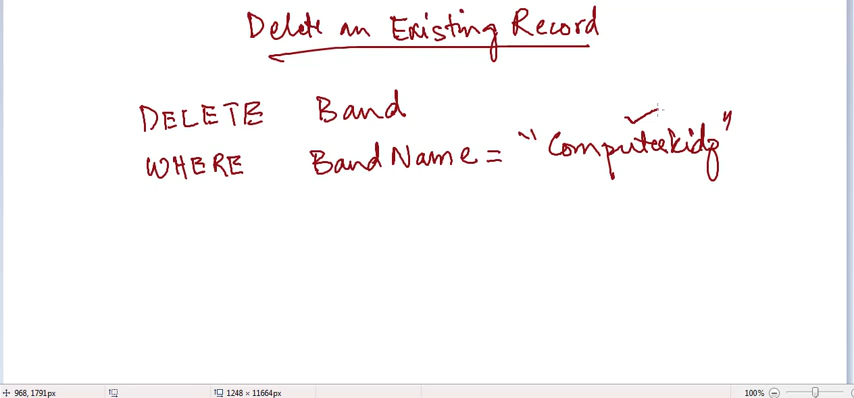 Delete an Existing Record
DELETE Band
WHERE BandName = "Computerkidz"
968, 1791px
1248 × 11664px
100%